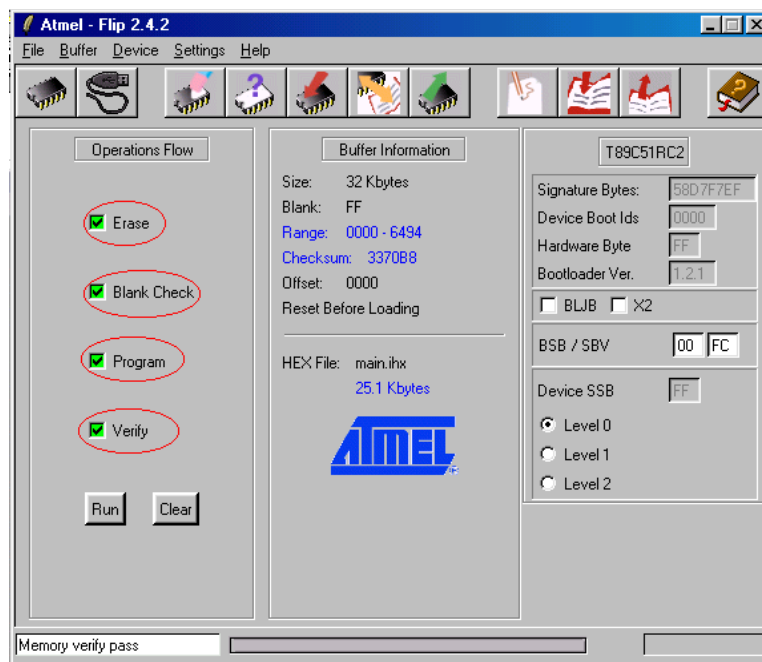 Atmel - Flip 2.4.2
File Buffer Device Settings Help
Operations Flow
Erase
Blank Check
Program
Verify
Run Clear
Buffer Information
Size: 32 Kbytes
Blank: FF
Range: 0000 - 6494
Checksum: 3370B8
Offset: 0000
Reset Before Loading
HEX File: main.ihx
25.1 Kbytes
ATMEL
T89C51RC2
Signature Bytes: 58D7F7EF
Device Boot Ids 0000
Hardware Byte FF
Bootloader Ver. 1.2.1
BLJB X2
BSB / SBV 00 FC
Device SSB FF
Level 0
Level 1
Level 2
Memory verify pass